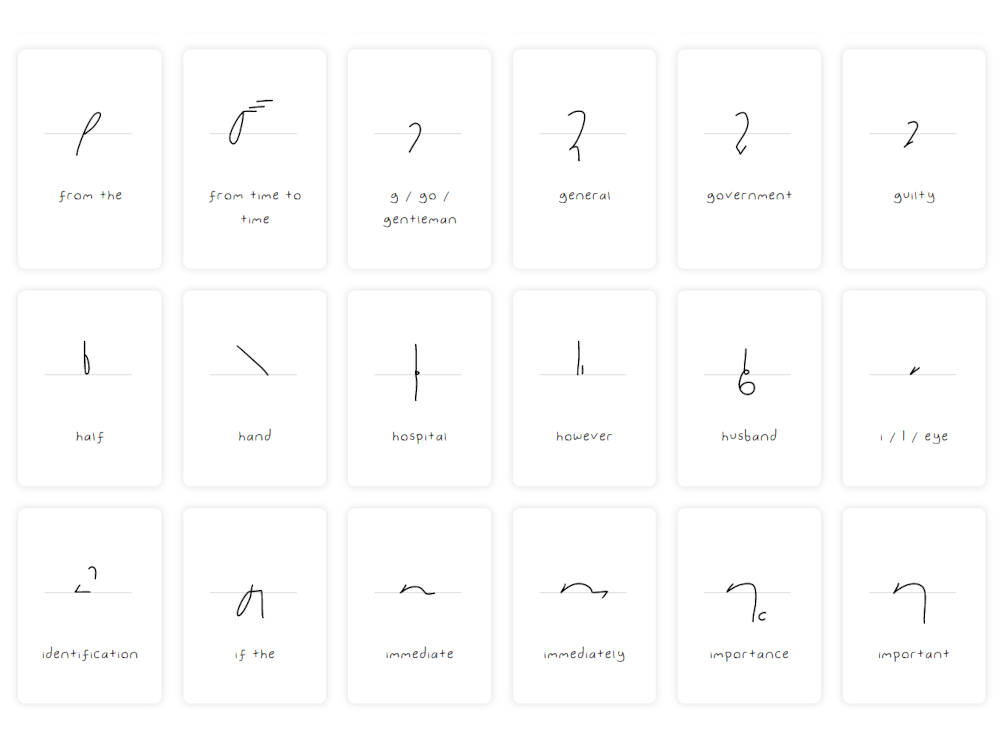 from the
from time to
time
g / go /
gentleman
general
government
guilty
half
hand
hospital
however
husband
i / I / eye
identification
if the
immediate
immediately
importance
important